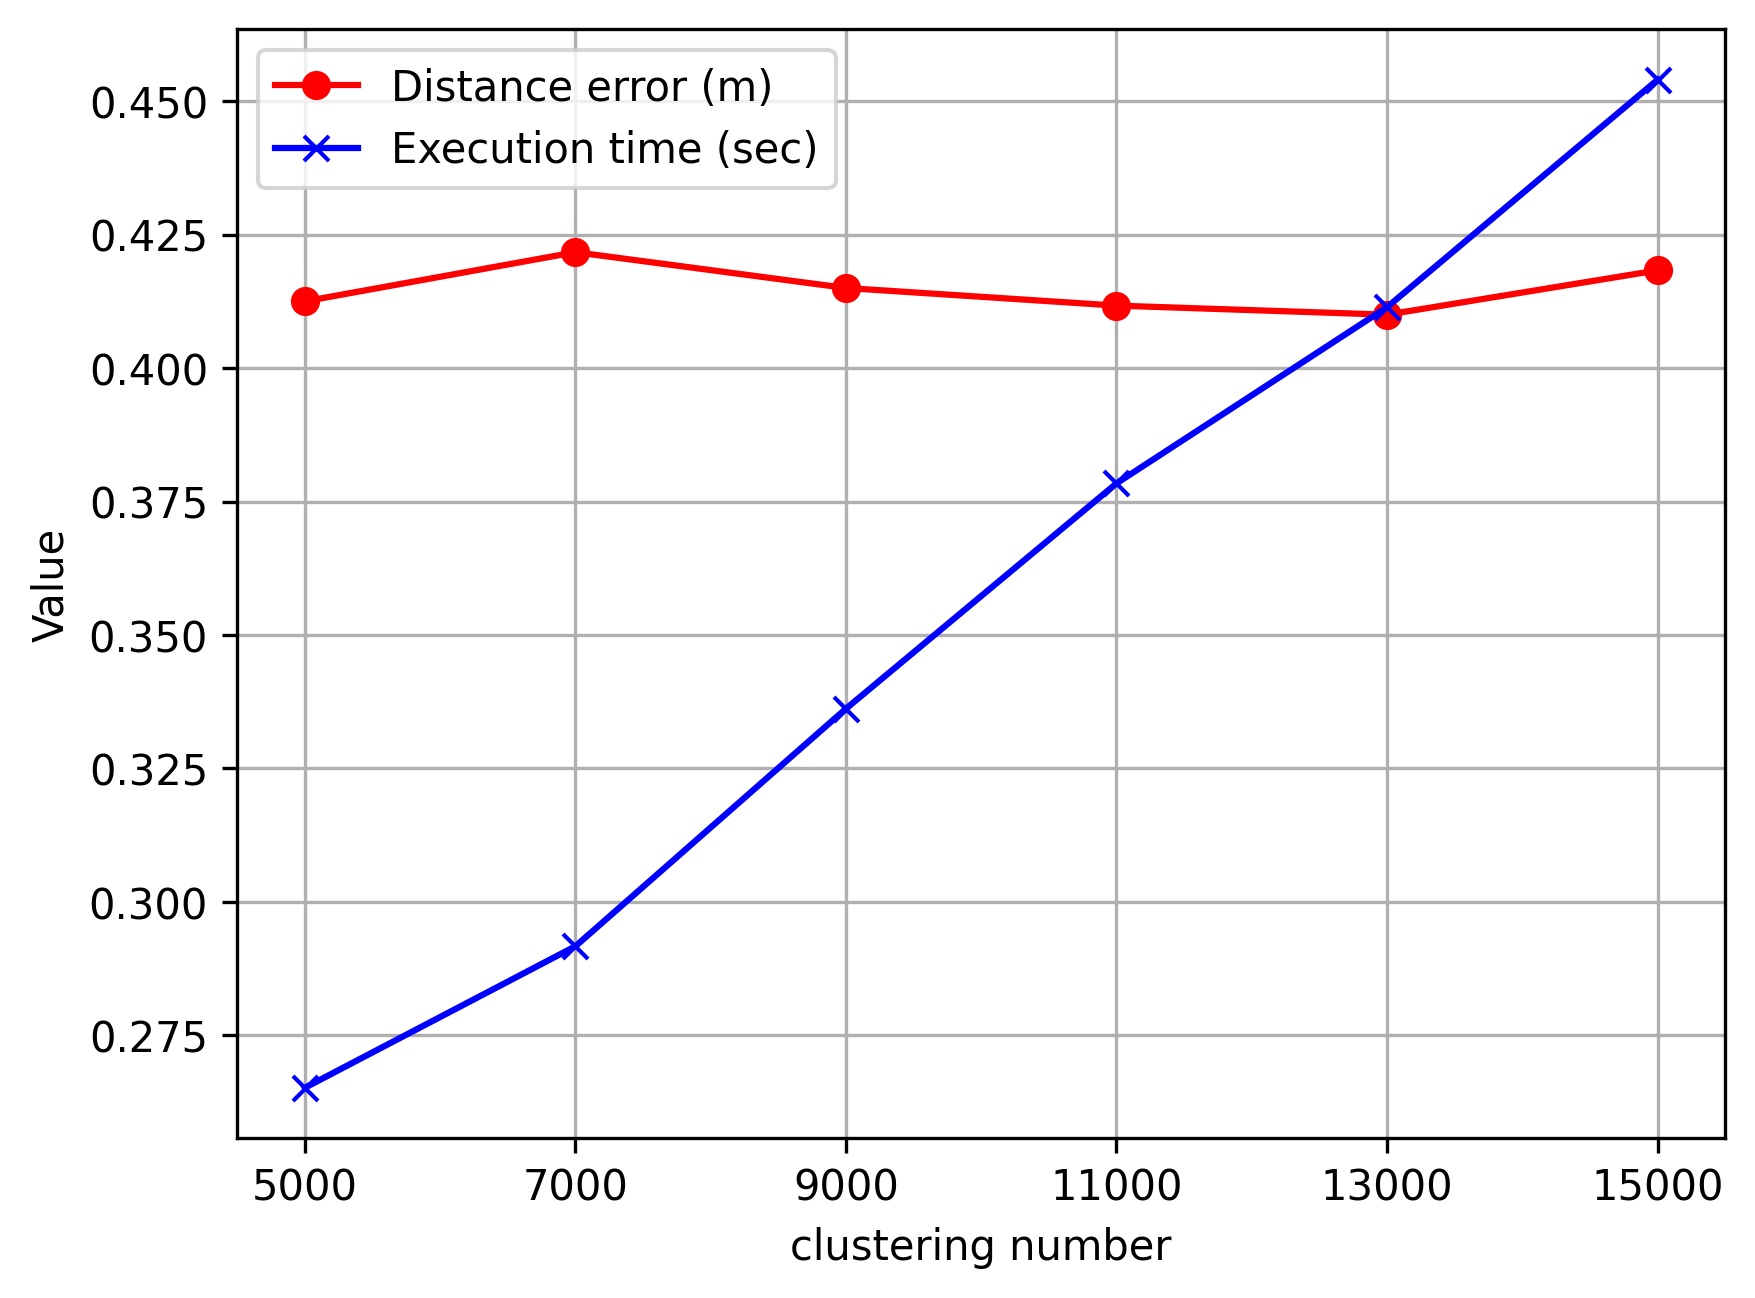 Distance error (m)
Execution time (sec)
0.450
0.425
0.400
0.375
0.350
0.325
0.300
0.275
Value
5000 7000 9000 11000 13000 15000
clustering number